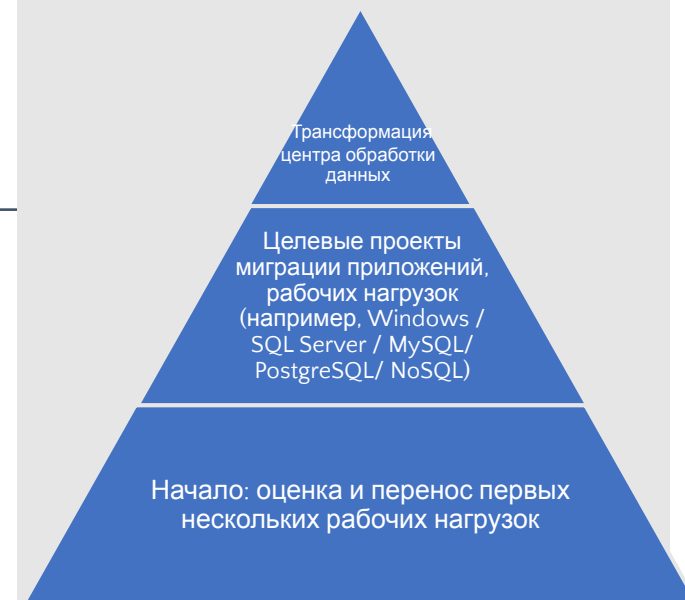 Трансформация
центра обработки
данных
Целевые проекты
миграции приложений,
рабочих нагрузок
(например, Windows /
SQL Server / MySQL/
PostgreSQL/ NoSQL)
Начало: оценка и перенос первых
нескольких рабочих нагрузок